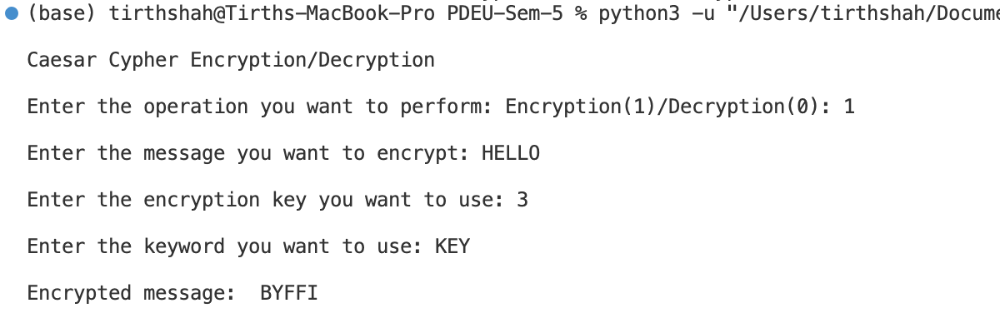 (base) tirthshah@Tirths-MacBook-Pro PDEU-Sem-5 % python3 -u "/Users/tirthshah/Docume
Caesar Cypher Encryption/Decryption
Enter the operation you want to perform: Encryption(1)/Decryption(0): 1
Enter the message you want to encrypt: HELLO
Enter the encryption key you want to use: 3
Enter the keyword you want to use: KEY
Encrypted message:  BYFFI